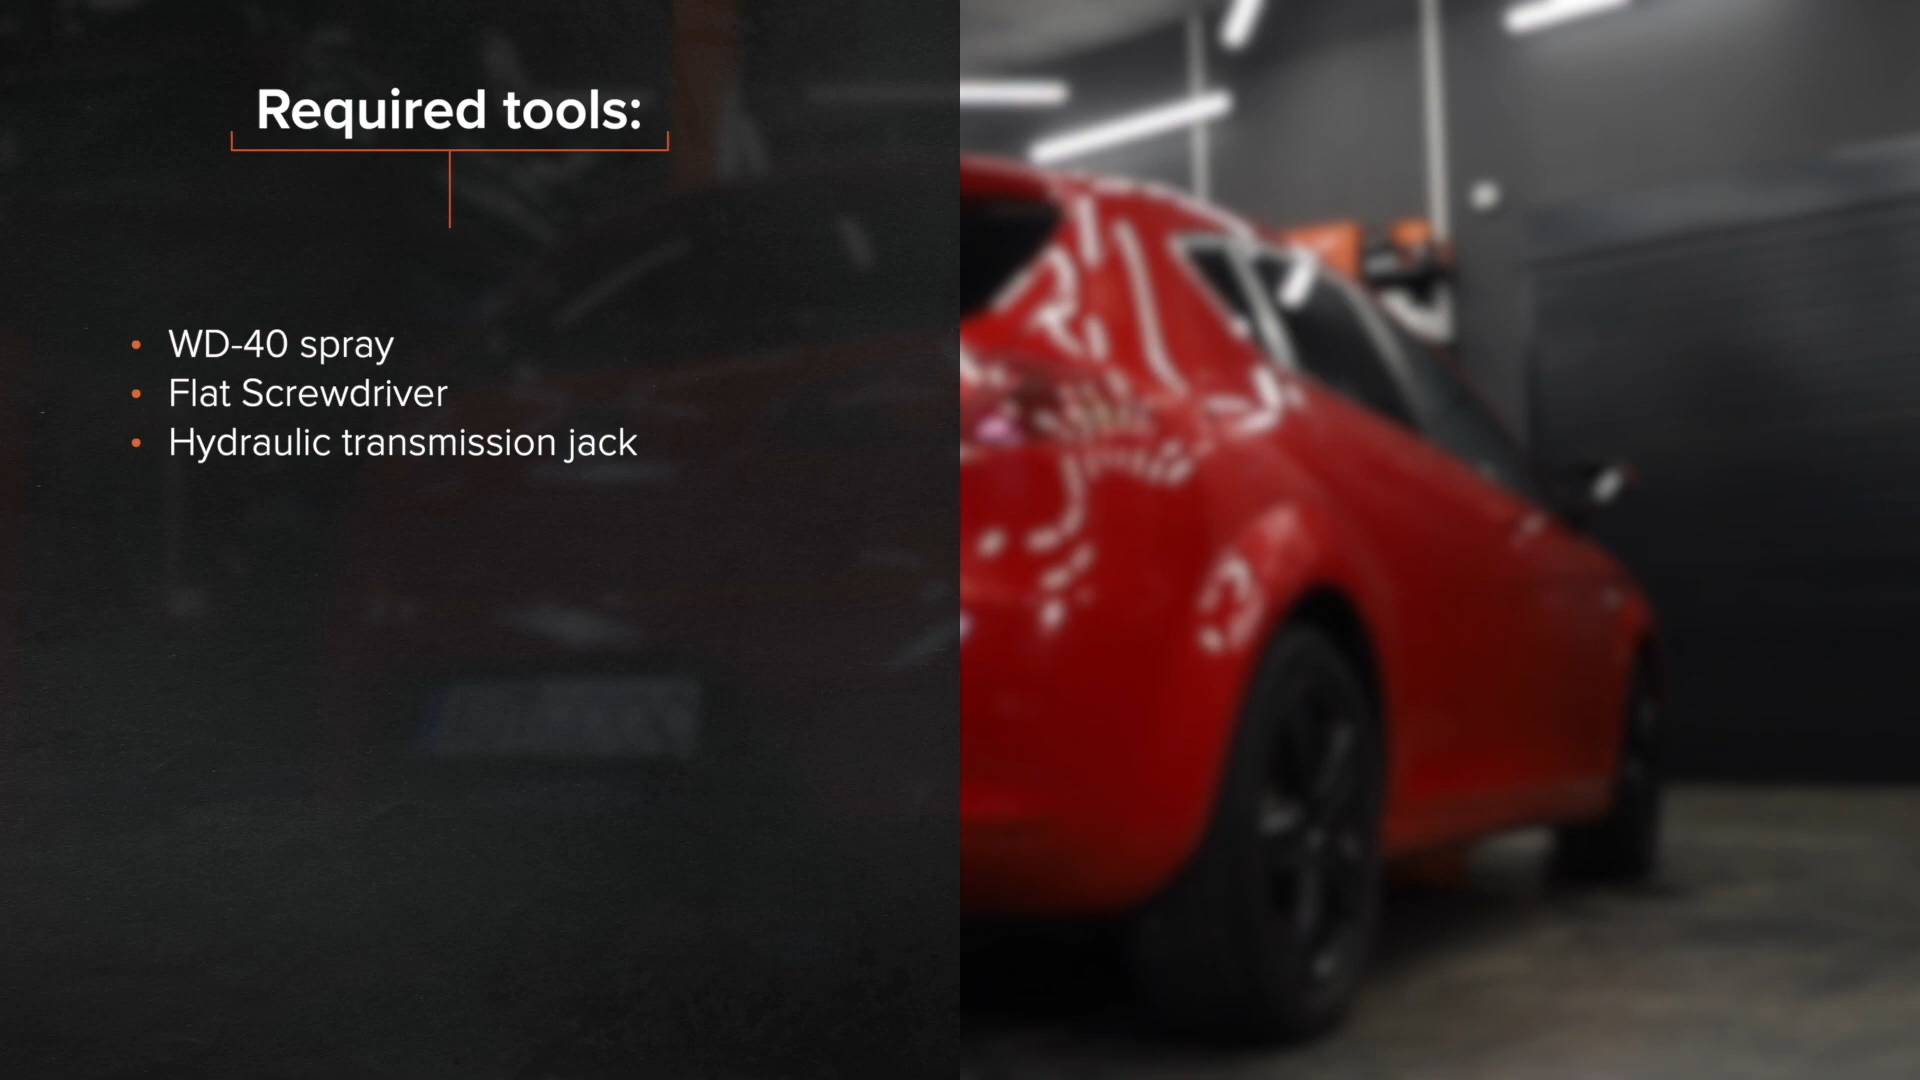 Required tools:
• WD-40 spray
• Flat Screwdriver
• Hydraulic transmission jack